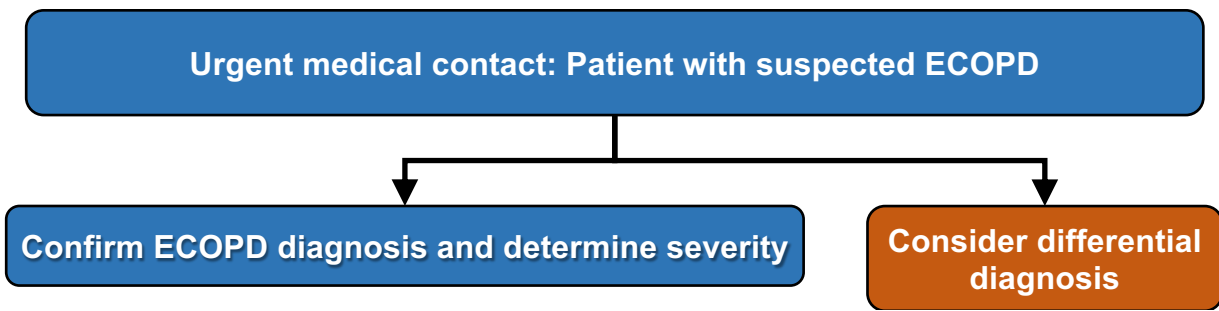 Urgent medical contact: Patient with suspected ECOPD
Confirm ECOPD diagnosis and determine severity
Consider differential
diagnosis